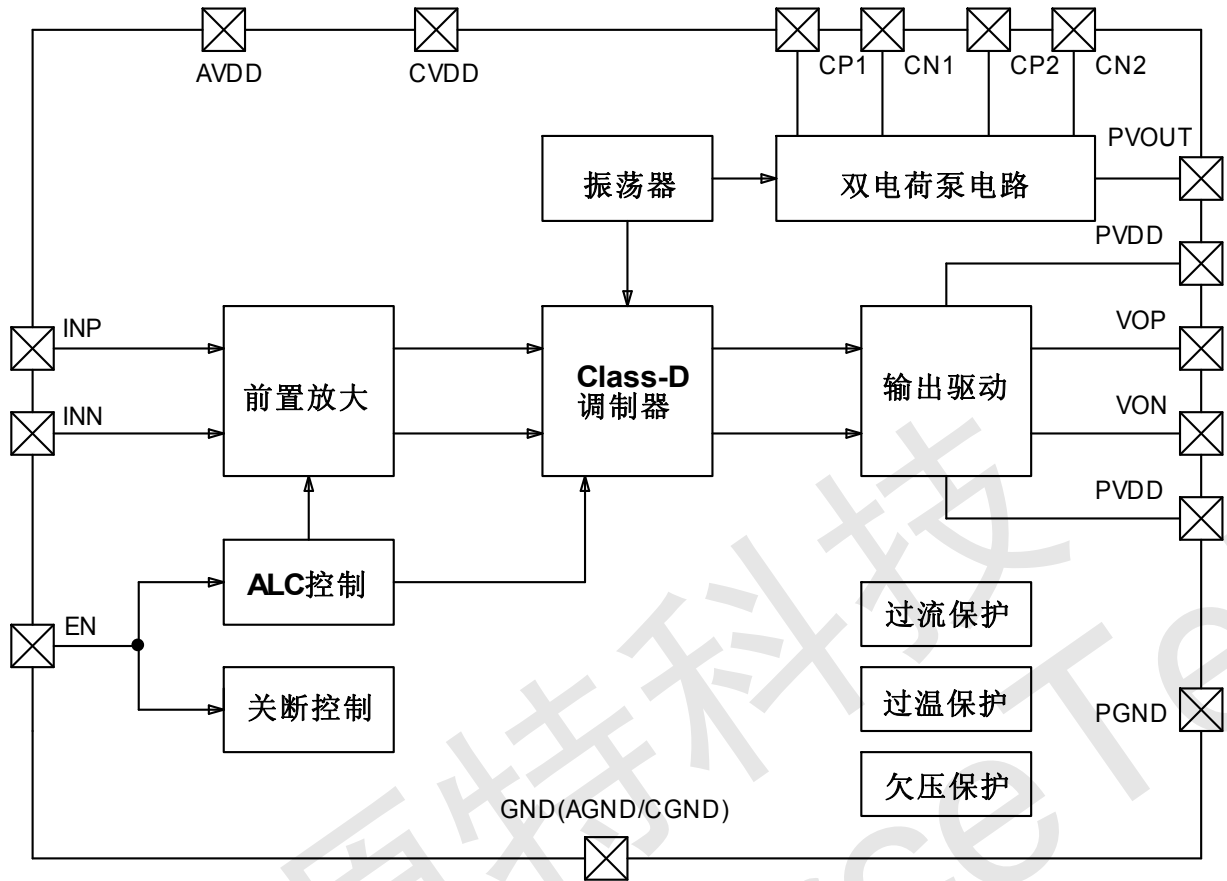 AVDD
CVDD
CP1
CN1
CP2
CN2
PVOUT
振荡器
双电荷泵电路
PVDD
INP
VOP
前置放大
Class-D
调制器
输出驱动
INN
VON
PVDD
ALC控制
过流保护
EN
关断控制
过温保护
PGND
欠压保护
GND(AGND/CGND)
特科技